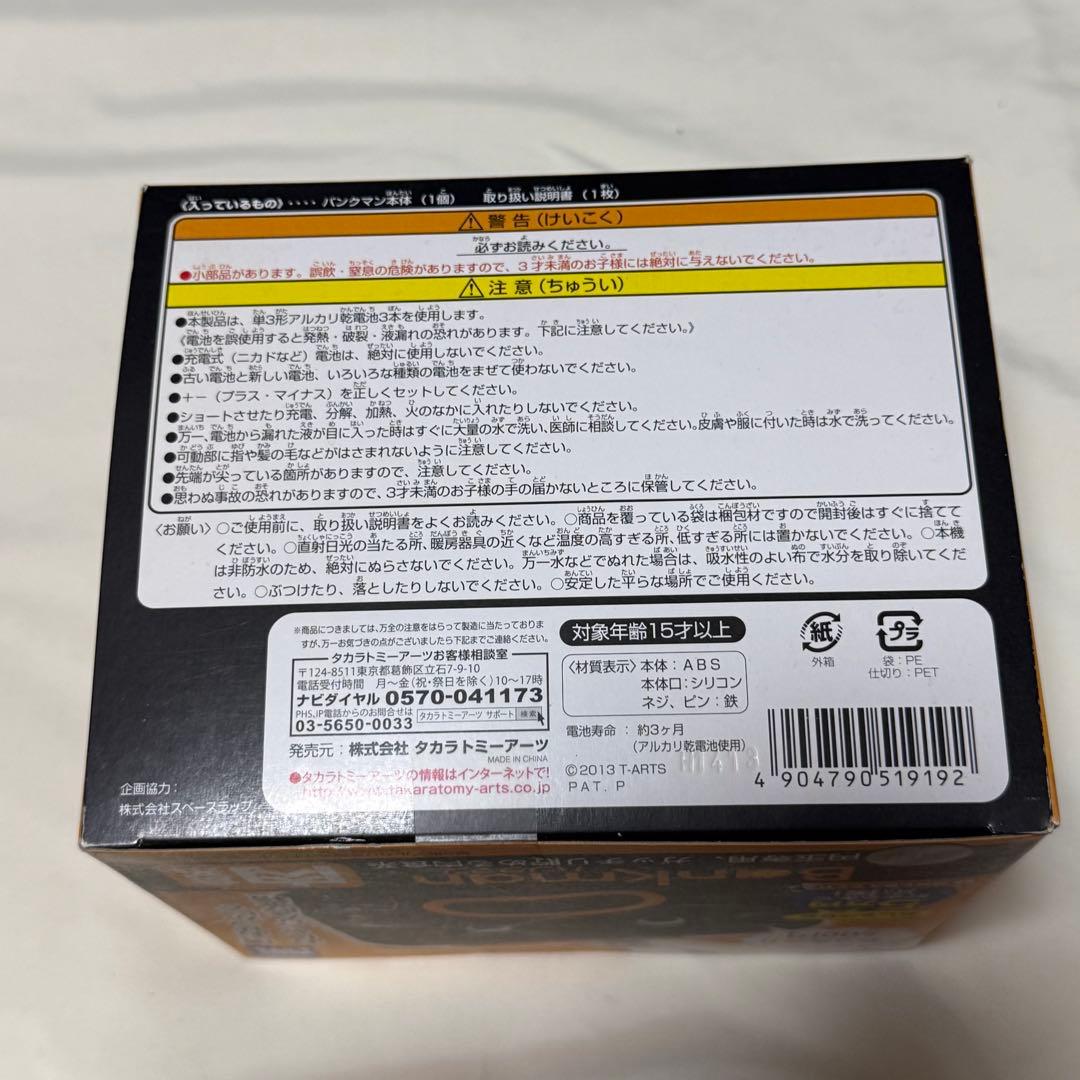 《入っているもの》‥‥バンクマン本体（1個）　取り扱い説明書（1枚）
⚠警告（けいこく）
必ずお読みください。
●小部品があります。誤飲・窒息の危険がありますので、3才未満のお子様には絶対に与えないでください。
⚠注意（ちゅうい）
●本製品は、単3形アルカリ乾電池3本を使用します。
《電池を誤使用すると発熱・破裂・液漏れの恐れがあります。下記に注意してください。》
●充電式（ニカドなど）電池は、絶対に使用しないでください。
●古い電池と新しい電池、いろいろな種類の電池をまぜて使わないでください。
●＋−（プラス・マイナス）を正しくセットしてください。
●ショートさせたり充電、分解、加熱、火のなかに入れたりしないでください。
●万一、電池から漏れた液が目に入った時はすぐに大量の水で洗い、医師に相談してください。皮膚や服に付いた時は水で洗ってください。
●可動部に指や髪の毛などがはさまれないように注意してください。
●先端が尖っている箇所がありますので、注意してください。
●思わぬ事故の恐れがありますので、3才未満のお子様の手の届かないところに保管してください。
〈お願い〉○ご使用前に、取り扱い説明書をよくお読みください。○商品を覆っている袋は梱包材ですので開封後はすぐに捨てて
ください。○直射日光の当たる所、暖房器具の近くなど温度の高すぎる所、低すぎる所には置かないでください。○本機
は非防水のため、絶対にぬらさないでください。万一水などでぬれた場合は、吸水性のよい布で水分を取り除いてくだ
さい。○ぶつけたり、落としたりしないでください。○安定した平らな場所でご使用ください。
※商品につきましては、万全の注意をはらって製造に当たっておりま
すが、万一お気づきの点がございましたら下記までご連絡ください。
タカラトミーアーツお客様相談室
〒124-8511東京都葛飾区立石7-9-10
電話受付時間　月〜金（祝・祭日を除く）10〜17時
ナビダイヤル 0570-041173
PHS、IP電話からのお問合せは
03-5650-0033
タカラトミーアーツ サポート 検索
発売元：株式会社 タカラトミーアーツ
MADE IN CHINA
●タカラトミーアーツの情報はインターネットで!
http://www.takaratomy-arts.co.jp
企画協力：
株式会社スペースラップ
対象年齢15才以上
〈材質表示〉本体：ABS
本体口：シリコン
ネジ、ピン：鉄
電池寿命：約3ヶ月
（アルカリ乾電池使用）
©2013 T-ARTS
PAT. P
紙
外箱
プラ
袋：PE
仕切り：PET
4 904790 519192
Bankman